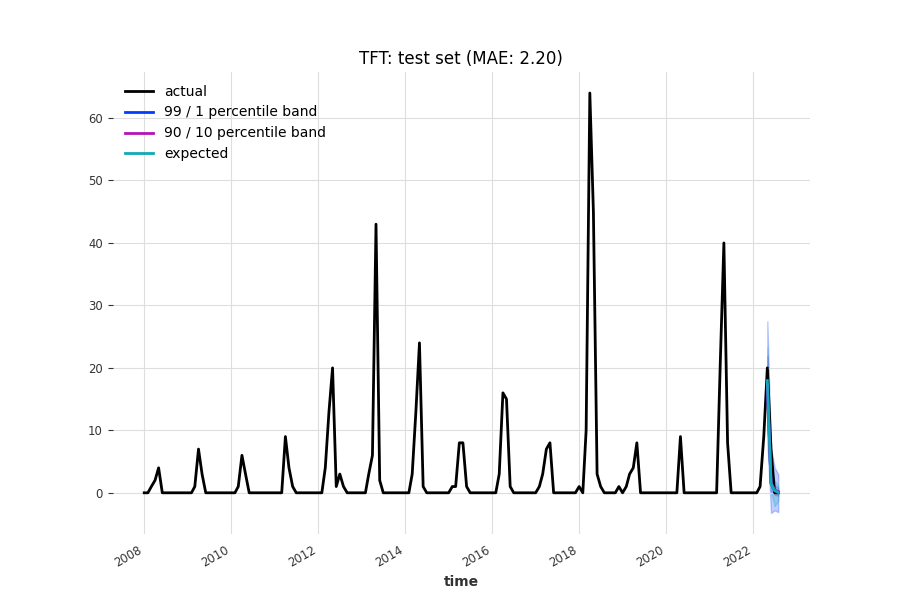 TFT: test set (MAE: 2.20)
actual
99 / 1 percentile band
90 / 10 percentile band
expected
60
50
40
30
20
10
0
2008
2010
2012
2014
2016
2018
2020
2022
time